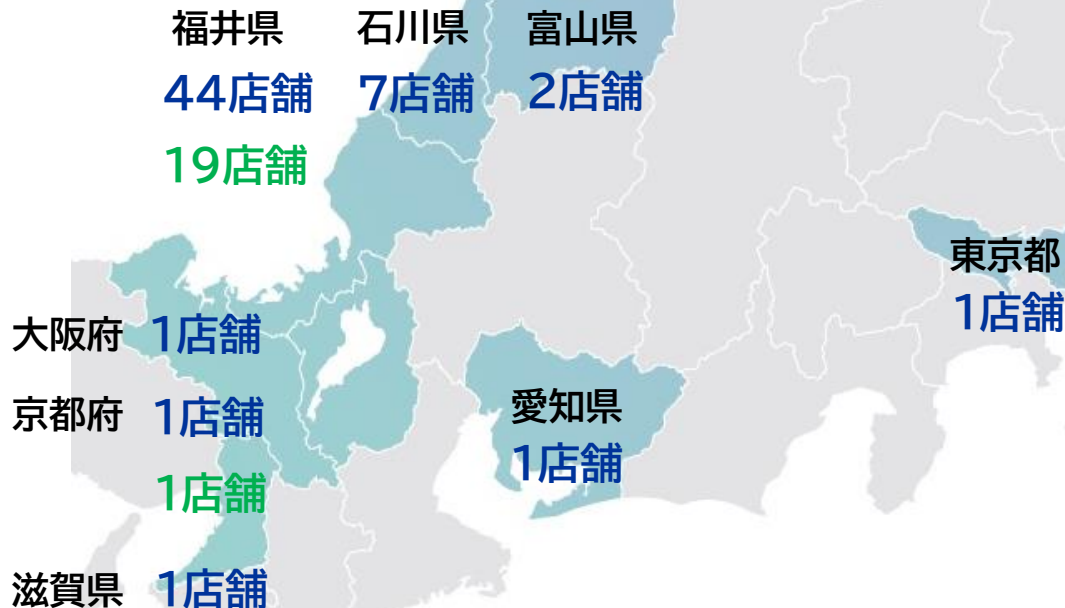 福井県
44店舗
19店舗
石川県
7店舗
富山県
2店舗
東京都
1店舗
大阪府 1店舗
京都府 1店舗
1店舗
愛知県
1店舗
滋賀県 1店舗